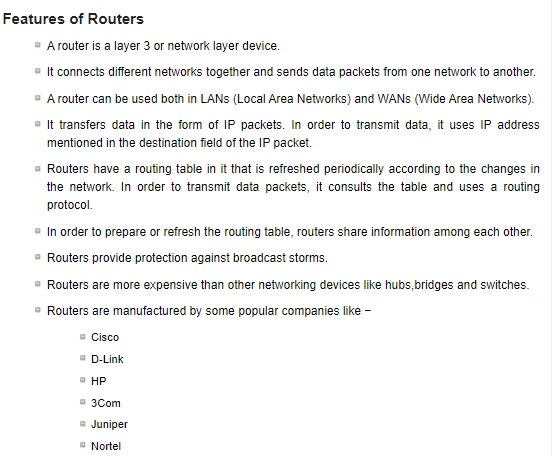 Features of Routers
A router is a layer 3 or network layer device.
It connects different networks together and sends data packets from one network to another.
A router can be used both in LANs (Local Area Networks) and WANs (Wide Area Networks).
It transfers data in the form of IP packets. In order to transmit data, it uses IP address
mentioned in the destination field of the IP packet.
Routers have a routing table in it that is refreshed periodically according to the changes in
the network. In order to transmit data packets, it consults the table and uses a routing
protocol.
In order to prepare or refresh the routing table, routers share information among each other.
Routers provide protection against broadcast storms.
Routers are more expensive than other networking devices like hubs,bridges and switches.
Routers are manufactured by some popular companies like −
Cisco
D-Link
HP
3Com
Juniper
Nortel